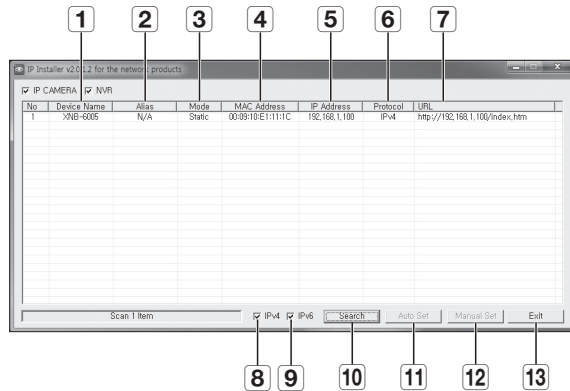 1 2 3 4 5 6 7
IP Installer v2.0.1.2 for the network products
IP CAMERA NVR
No Device Name Alias Mode MAC Address IP Address Protocol URL
1 XNB-6005 N/A Static 00:09:10:E1:11:1C 192,168,1,100 IPv4 http://192,168,1,100/index,htm
Scan 1 Item IPv4 IPv6 Search Auto Set Manual Set Exit
8 9 10 11 12 13